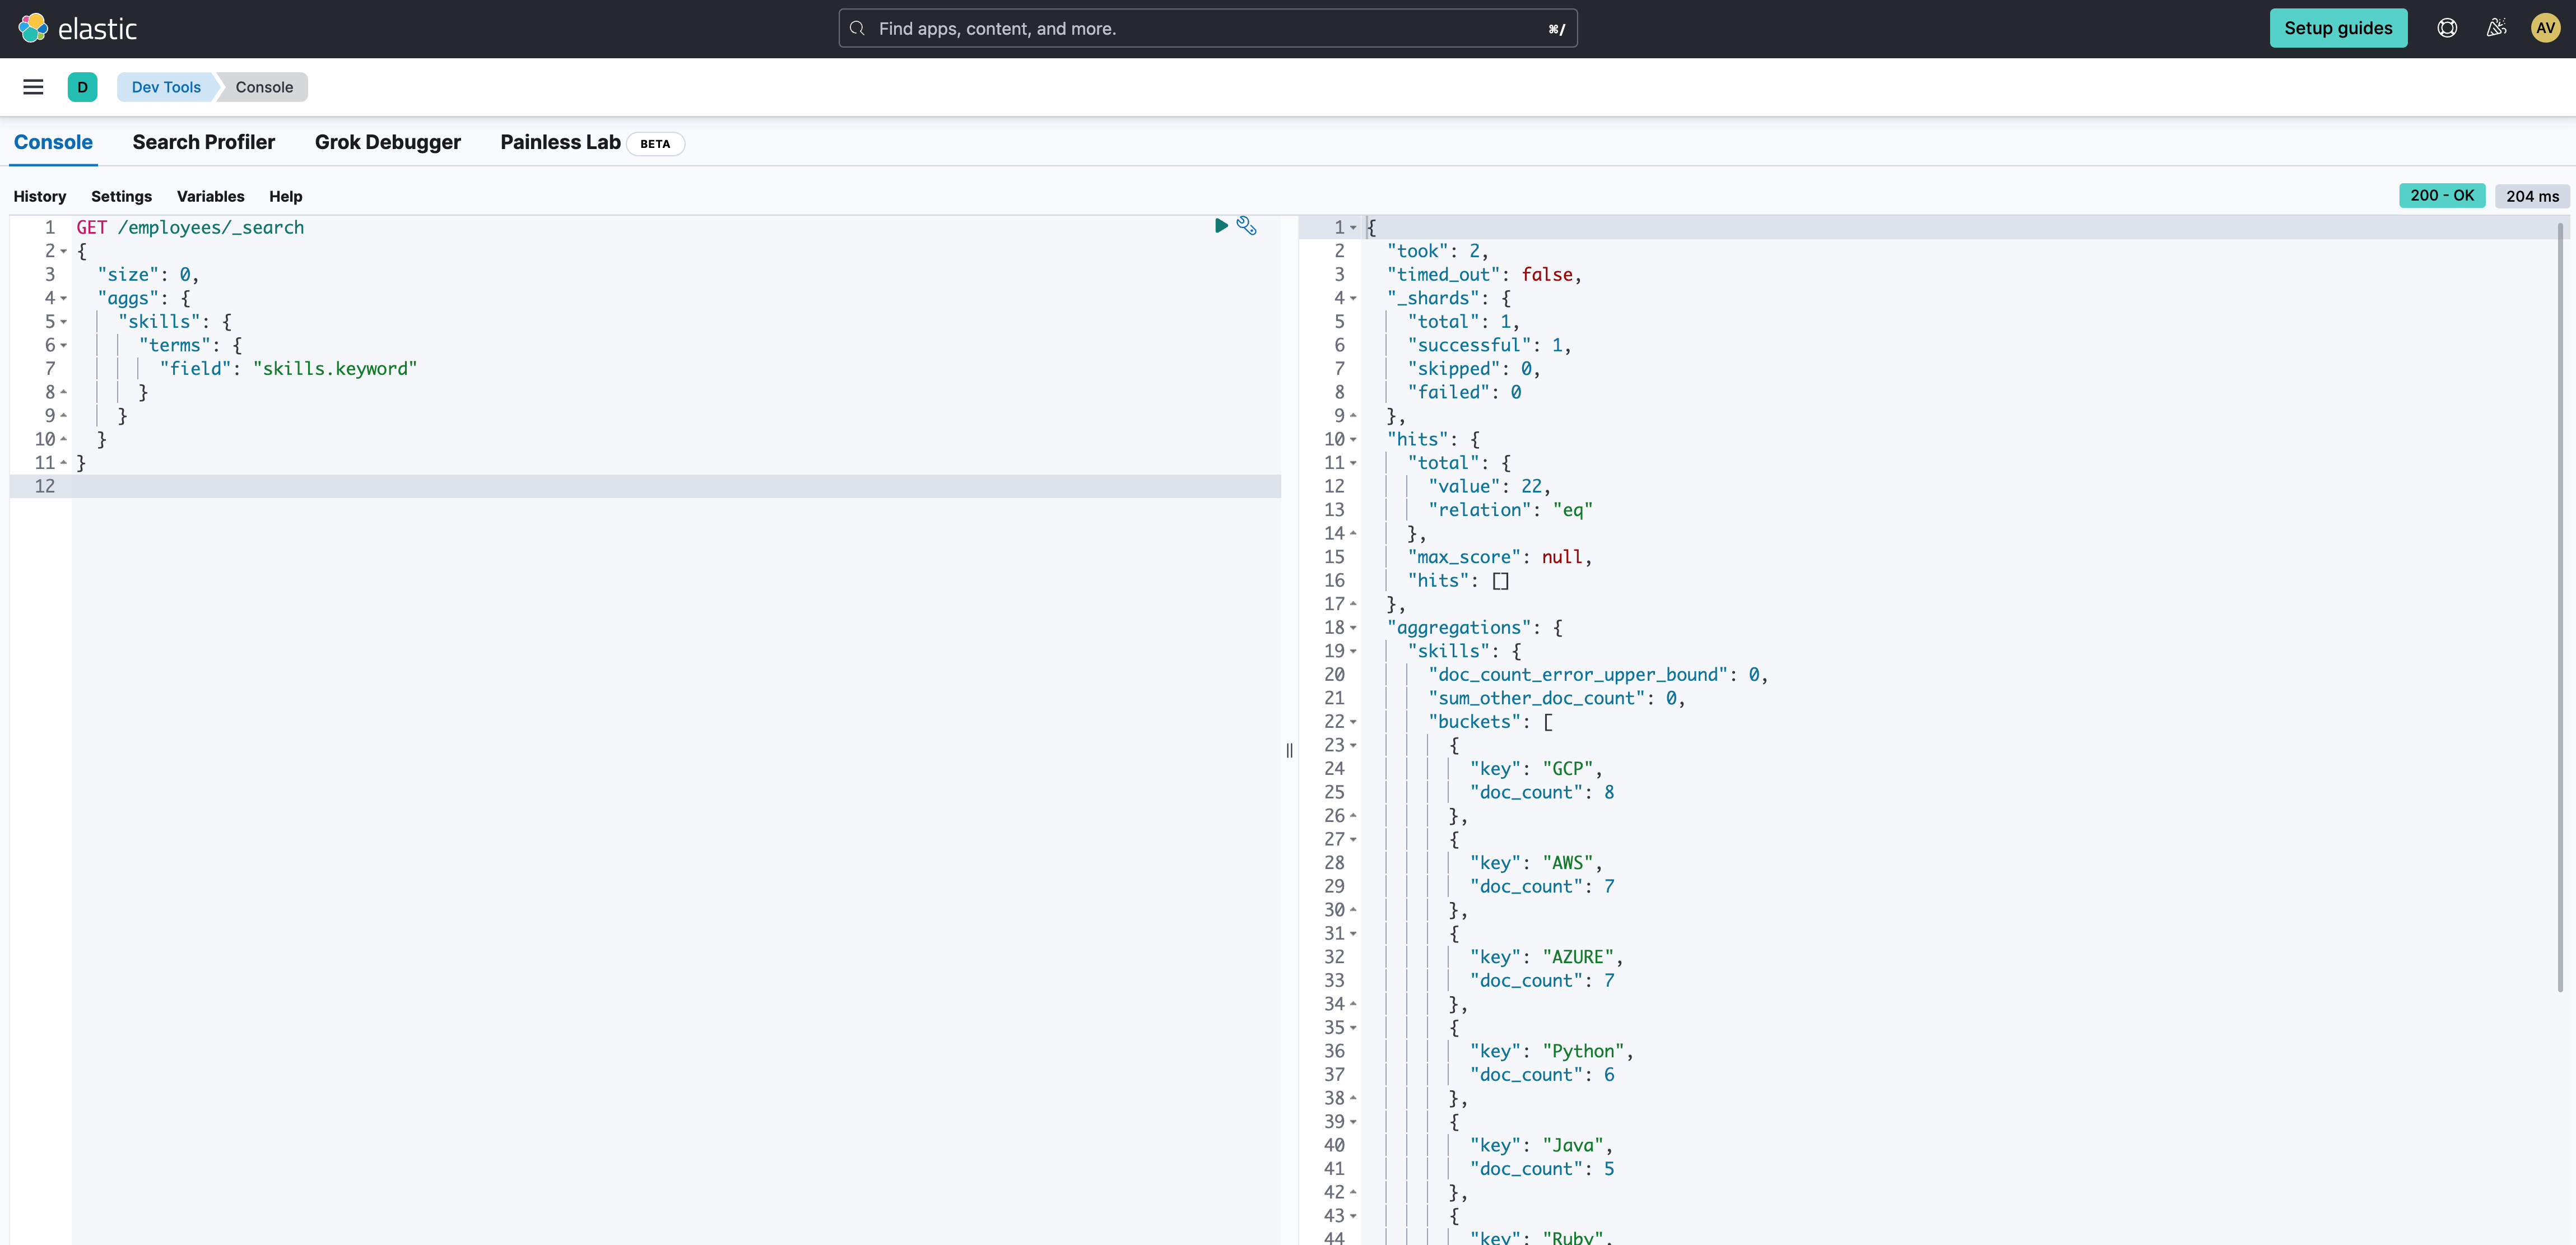 elastic
Find apps, content, and more.
⌘/
Setup guides
AV
D
Dev Tools
Console
Console
Search Profiler
Grok Debugger
Painless Lab
BETA
History
Settings
Variables
Help
200 - OK
204 ms
1 GET /employees/_search
2 {
3 "size": 0,
4 "aggs": {
5 "skills": {
6 "terms": {
7 "field": "skills.keyword"
8 }
9 }
10 }
11 }
12
1 {
2 "took": 2,
3 "timed_out": false,
4 "_shards": {
5 "total": 1,
6 "successful": 1,
7 "skipped": 0,
8 "failed": 0
9 },
10 "hits": {
11 "total": {
12 "value": 22,
13 "relation": "eq"
14 },
15 "max_score": null,
16 "hits": []
17 },
18 "aggregations": {
19 "skills": {
20 "doc_count_error_upper_bound": 0,
21 "sum_other_doc_count": 0,
22 "buckets": [
23 {
24 "key": "GCP",
25 "doc_count": 8
26 },
27 {
28 "key": "AWS",
29 "doc_count": 7
30 },
31 {
32 "key": "AZURE",
33 "doc_count": 7
34 },
35 {
36 "key": "Python",
37 "doc_count": 6
38 },
39 {
40 "key": "Java",
41 "doc_count": 5
42 },
43 {
44 "key": "Ruby",